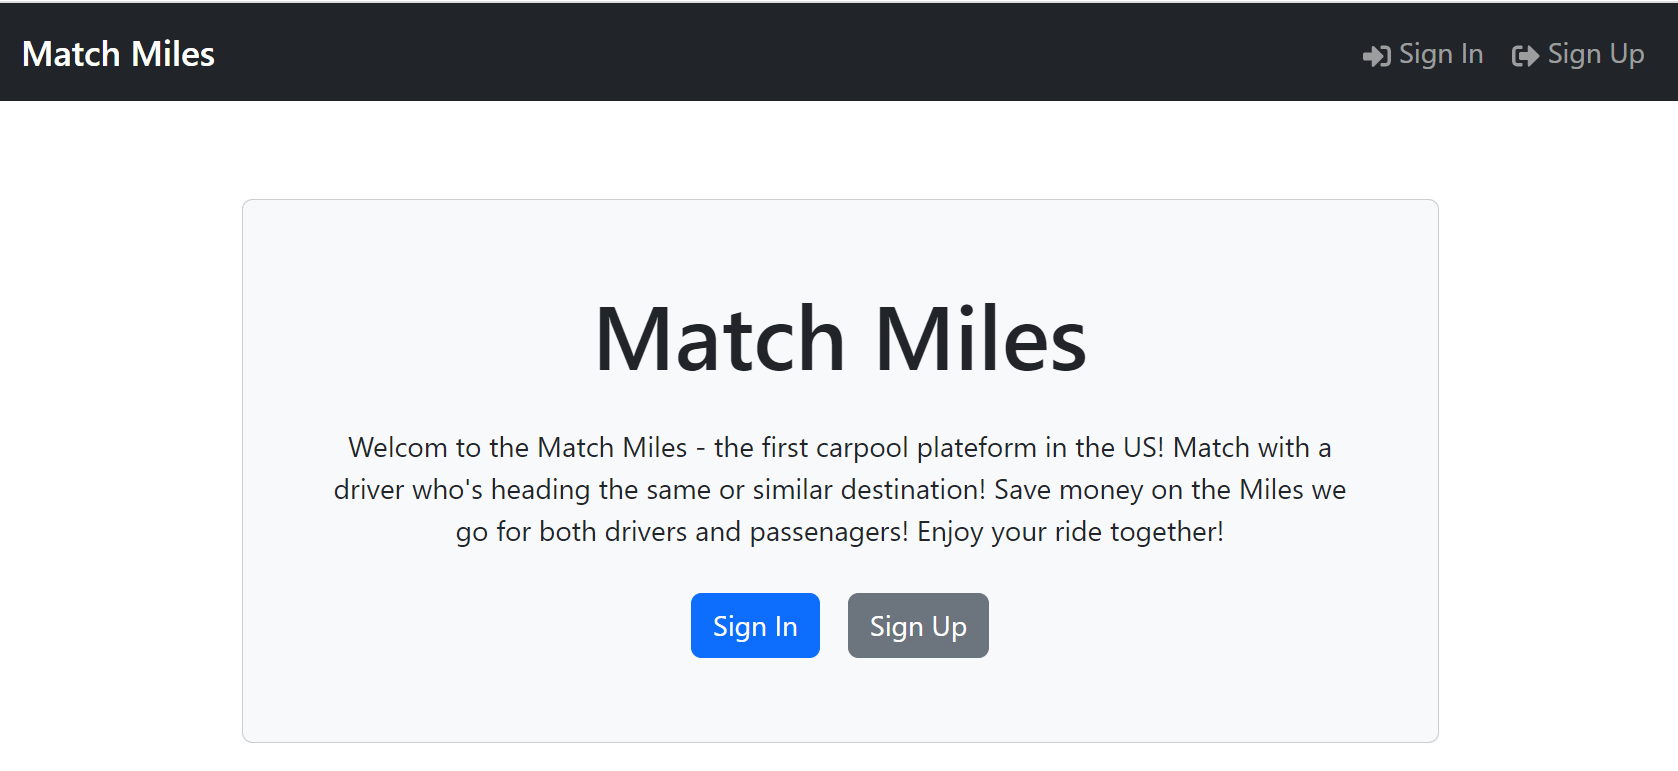 Match Miles
Sign In
Sign Up
Match Miles
Welcom to the Match Miles - the first carpool plateform in the US! Match with a
driver who's heading the same or similar destination! Save money on the Miles we
go for both drivers and passenagers! Enjoy your ride together!
Sign In
Sign Up